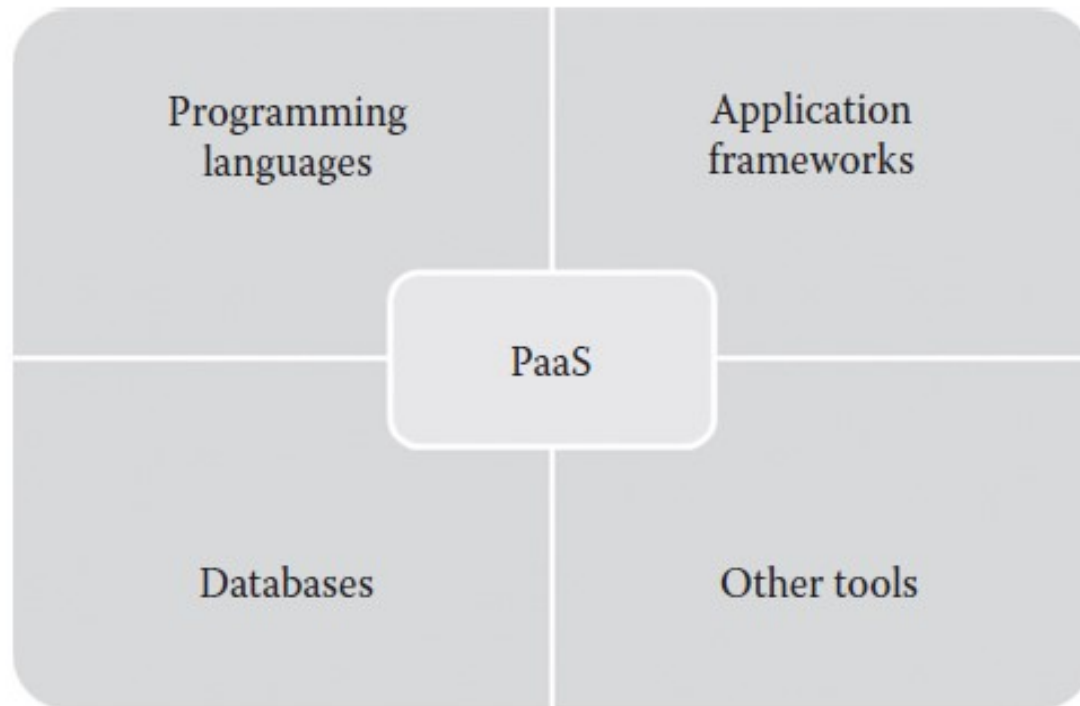 Programming
languages
Application
frameworks
PaaS
Databases
Other tools